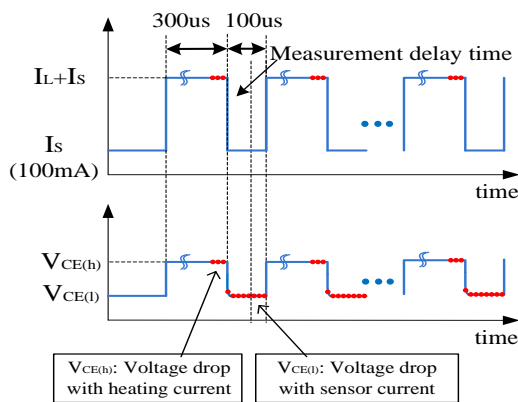 300us 100us
Measurement delay time
IL+IS
IS
(100mA)
time
VCE(h)
VCE(l)
time
VCE(h): Voltage drop
with heating current
VCE(l): Voltage drop
with sensor current